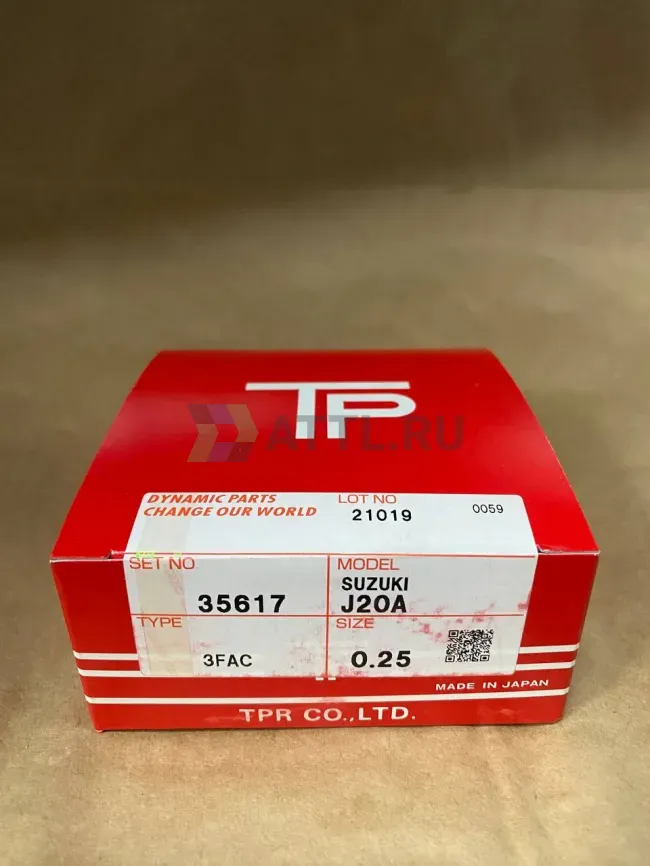 TP
ATTL.RU
DYNAMIC PARTS
CHANGE OUR WORLD
LOT NO
21019
0059
SET NO
35617
MODEL
SUZUKI
J20A
TYPE
3FAC
SIZE
0.25
MADE IN JAPAN
TPR CO.,LTD.